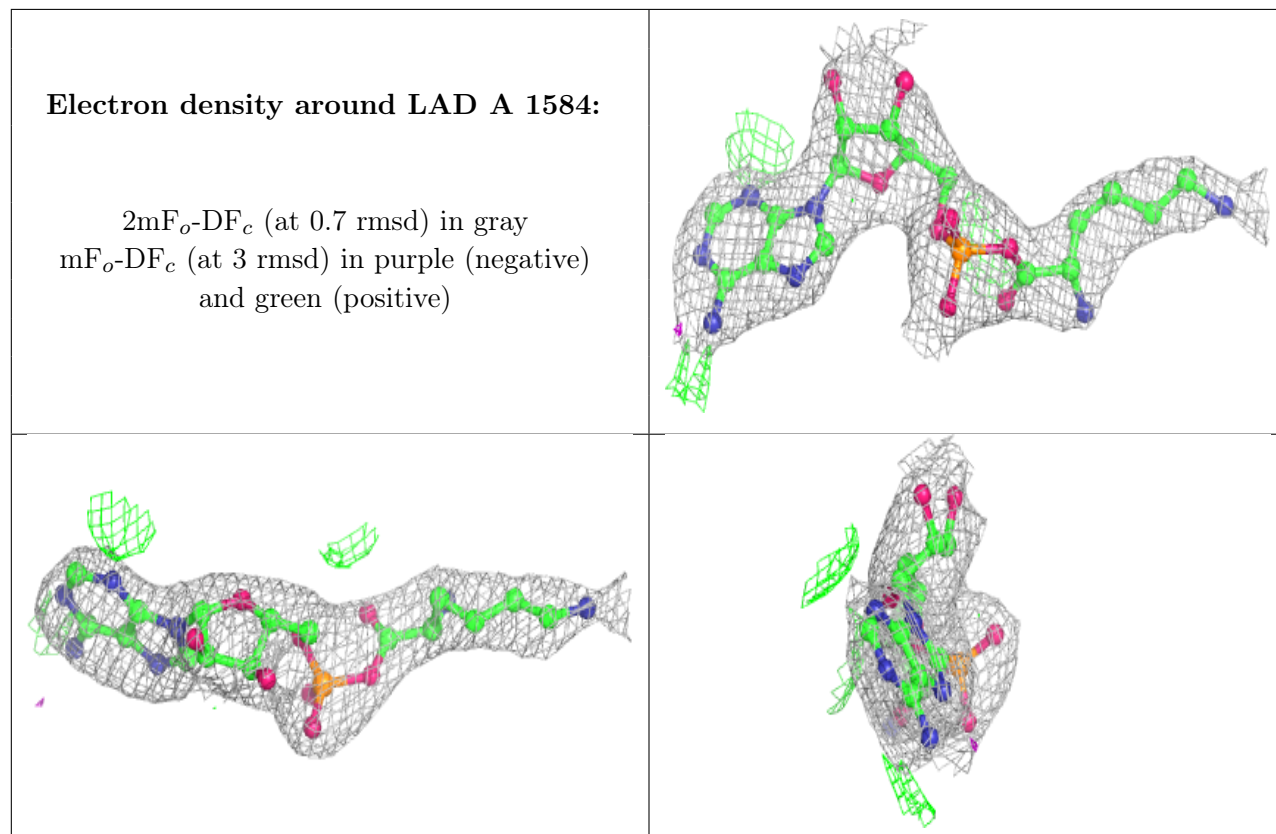 Electron density around LAD A 1584:
2mFo-DFc (at 0.7 rmsd) in gray
mFo-DFc (at 3 rmsd) in purple (negative)
and green (positive)